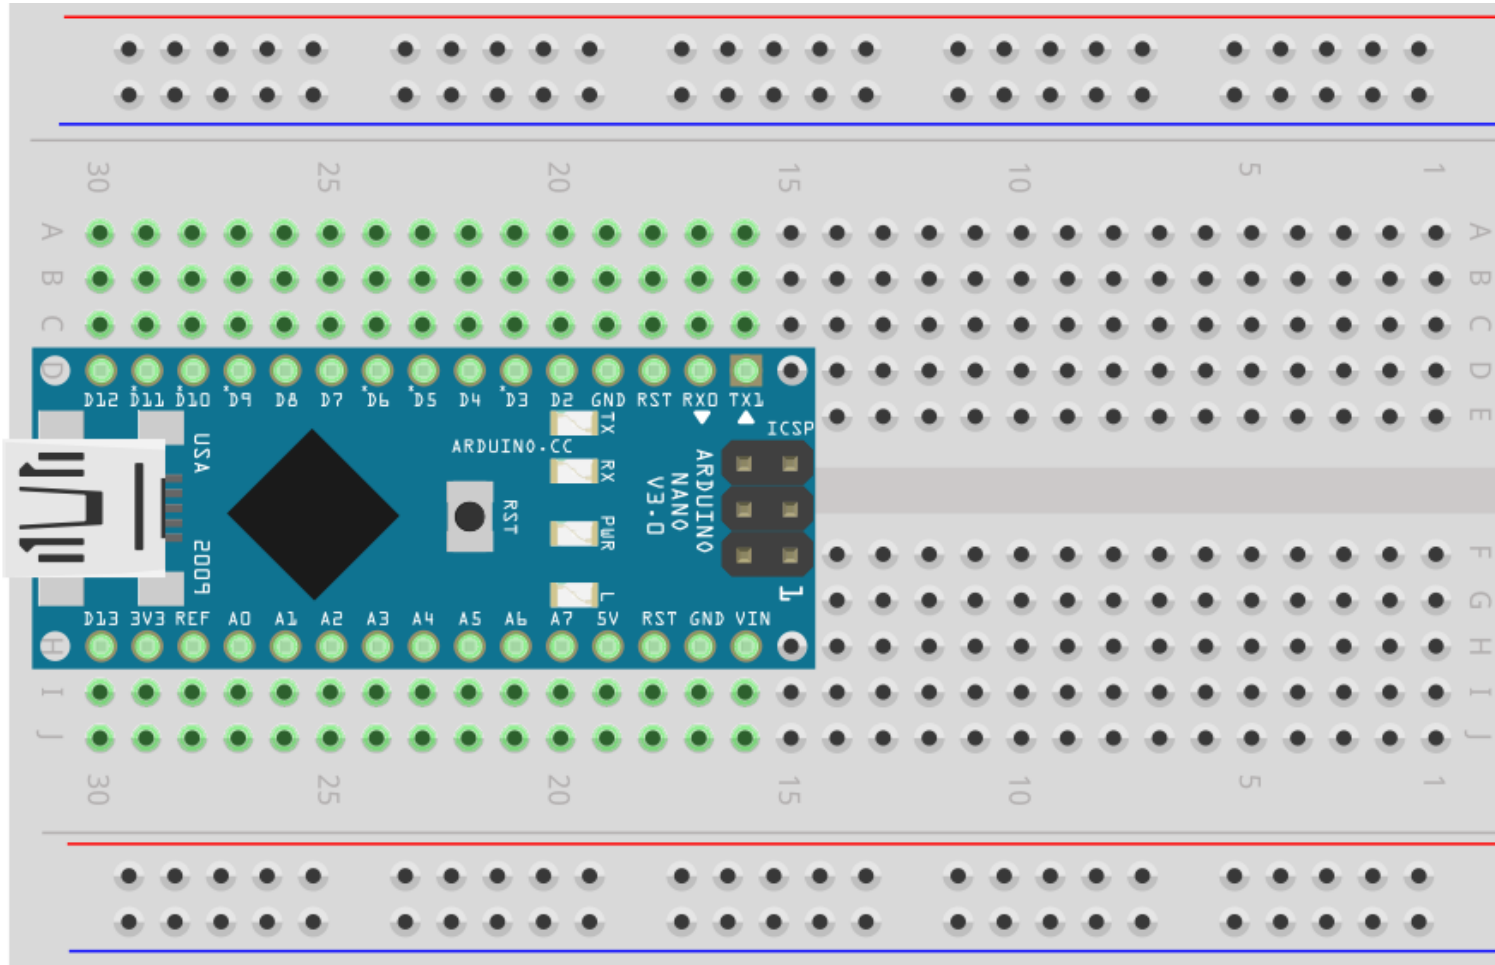 30 25 20 15 10 5 1
A A
B B
C C
D D
D12 *D11 *D10 *D9 D8 D7 *D6 *D5 D4 *D3 D2 GND RST RX0 TX1
E
TX
ICSP
USA
ARDUINO.CC
RX
ARDUINO
NANO
V3.0
RST
PWR
2009
F
L
1
G
D13 3V3 REF A0 A1 A2 A3 A4 A5 A6 A7 5V RST GND VIN
H H
I I
J J
30 25 20 15 10 5 1